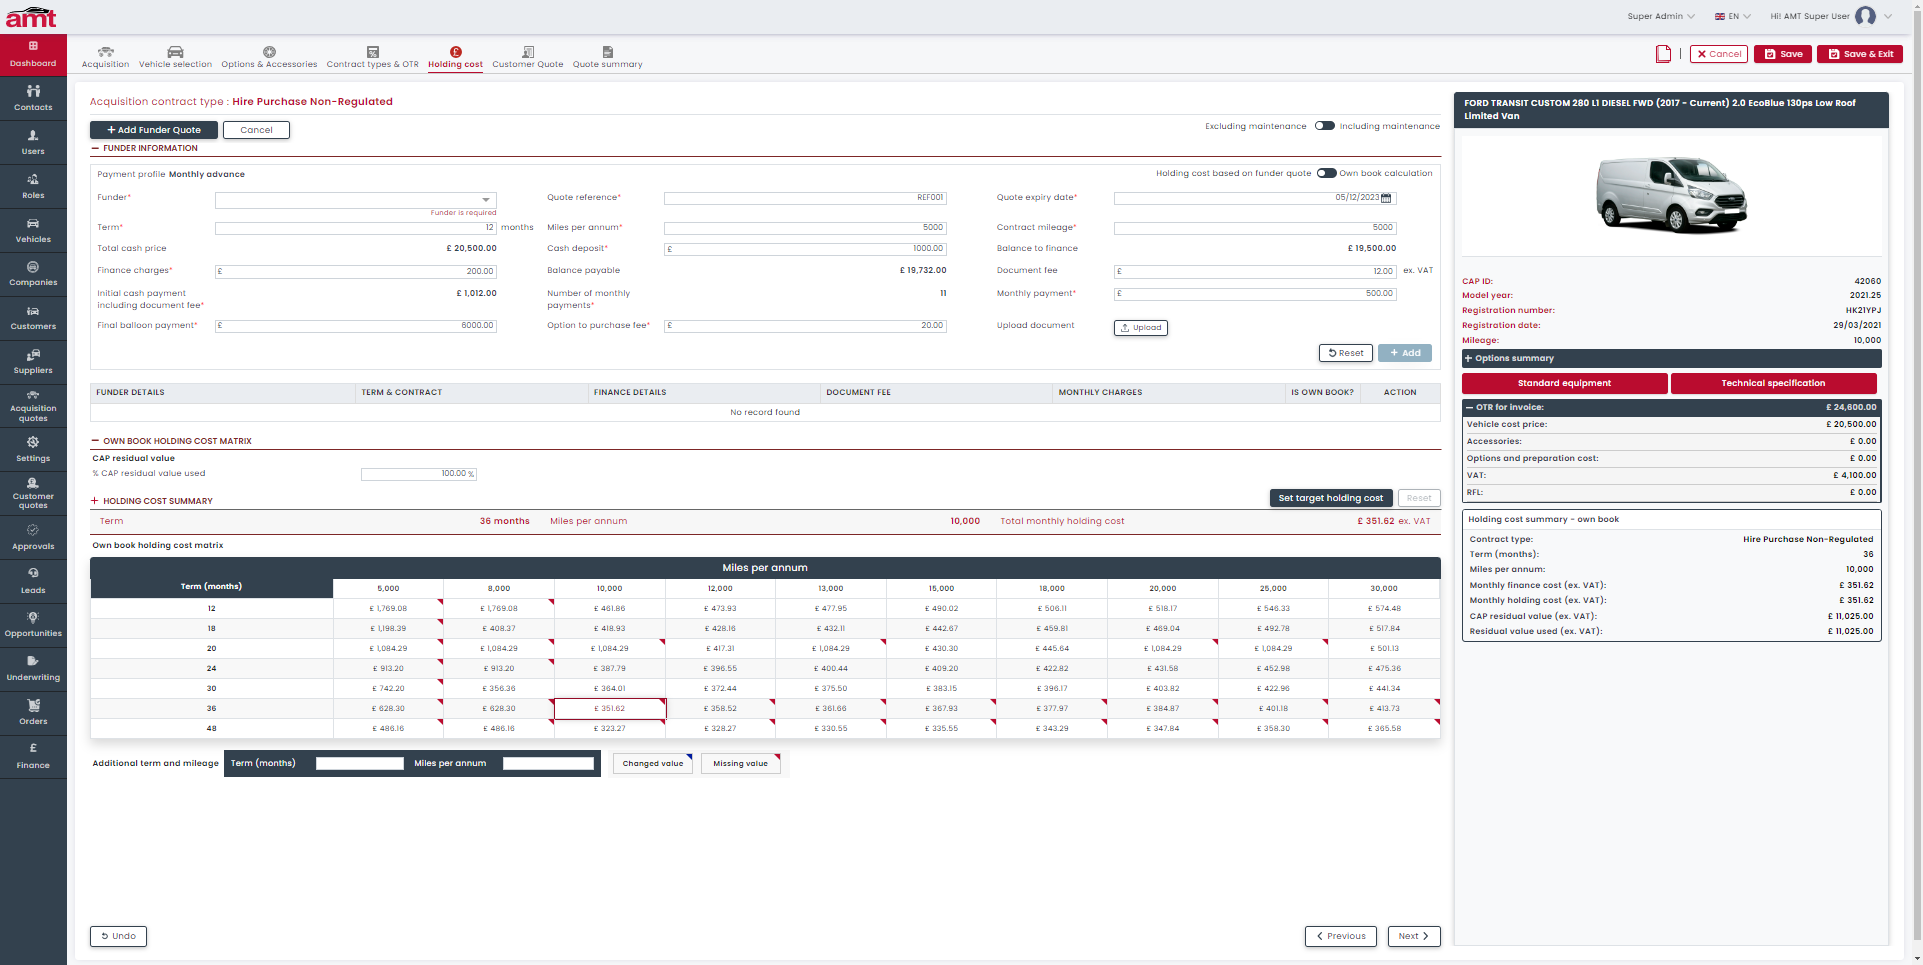 amt
Super Admin
EN
Hi! AMT Super User
Dashboard
Contacts
Users
Roles
Vehicles
Companies
Customers
Suppliers
Acquisition quotes
Settings
Customer quotes
Approvals
Leads
Opportunities
Underwriting
Orders
Finance
Acquisition Vehicle selection Options & Accessories Contract types & OTR Holding cost Customer Quote Quote summary
Cancel Save Save & Exit
Acquisition contract type : Hire Purchase Non-Regulated
+ Add Funder Quote Cancel
Excluding maintenance Including maintenance
FUNDER INFORMATION
Payment profile Monthly advance
Holding cost based on funder quote Own book calculation
Funder* Quote reference* REF001 Quote expiry date* 05/12/2023
Funder is required
Term* 12 months Miles per annum* 5000 Contract mileage* 5000
Total cash price £ 20,500.00 Cash deposit* £ 1000.00 Balance to finance £ 19,500.00
Finance charges* £ 200.00 Balance payable £ 19,732.00 Document fee £ 12.00 ex. VAT
Initial cash payment including document fee* £ 1,012.00 Number of monthly payments* 11 Monthly payment* £ 500.00
Final balloon payment* £ 6000.00 Option to purchase fee* £ 20.00 Upload document Upload
Reset + Add
FUNDER DETAILS TERM & CONTRACT FINANCE DETAILS DOCUMENT FEE MONTHLY CHARGES IS OWN BOOK? ACTION
No record found
OWN BOOK HOLDING COST MATRIX
CAP residual value
% CAP residual value used 100.00 %
+ HOLDING COST SUMMARY
Set target holding cost Reset
Term 36 months Miles per annum 10,000 Total monthly holding cost £ 351.62 ex. VAT
Own book holding cost matrix
Miles per annum
Term (months) 5,000 8,000 10,000 12,000 13,000 15,000 18,000 20,000 25,000 30,000
12 £ 1,769.08 £ 1,769.08 £ 461.86 £ 473.93 £ 477.95 £ 490.02 £ 506.11 £ 518.17 £ 546.33 £ 574.48
18 £ 1,198.39 £ 408.37 £ 418.93 £ 428.16 £ 432.11 £ 442.67 £ 459.81 £ 469.04 £ 492.78 £ 517.84
20 £ 1,084.29 £ 1,084.29 £ 1,084.29 £ 417.31 £ 1,084.29 £ 430.30 £ 445.64 £ 1,084.29 £ 1,084.29 £ 501.13
24 £ 913.20 £ 913.20 £ 387.79 £ 396.55 £ 400.44 £ 409.20 £ 422.82 £ 431.58 £ 452.98 £ 475.36
30 £ 742.20 £ 356.36 £ 364.01 £ 372.44 £ 375.50 £ 383.15 £ 396.17 £ 403.82 £ 422.96 £ 441.34
36 £ 628.30 £ 628.30 £ 351.62 £ 358.52 £ 361.66 £ 367.93 £ 377.97 £ 384.87 £ 401.18 £ 413.73
48 £ 486.16 £ 486.16 £ 323.27 £ 328.27 £ 330.55 £ 335.55 £ 343.29 £ 347.84 £ 358.30 £ 365.58
Additional term and mileage Term (months) Miles per annum Changed value Missing value
Undo Previous Next
FORD TRANSIT CUSTOM 280 L1 DIESEL FWD (2017 - Current) 2.0 EcoBlue 130ps Low Roof
Limited Van
CAP ID: 42060
Model year: 2021.25
Registration number: HK21YPJ
Registration date: 29/03/2021
Mileage: 10,000
+ Options summary
Standard equipment Technical specification
OTR for invoice: £ 24,600.00
Vehicle cost price: £ 20,500.00
Accessories: £ 0.00
Options and preparation cost: £ 0.00
VAT: £ 4,100.00
RFL: £ 0.00
Holding cost summary - own book
Contract type: Hire Purchase Non-Regulated
Term (months): 36
Miles per annum: 10,000
Monthly finance cost (ex. VAT): £ 351.62
Monthly holding cost (ex. VAT): £ 351.62
CAP residual value (ex. VAT): £ 11,025.00
Residual value used (ex. VAT): £ 11,025.00